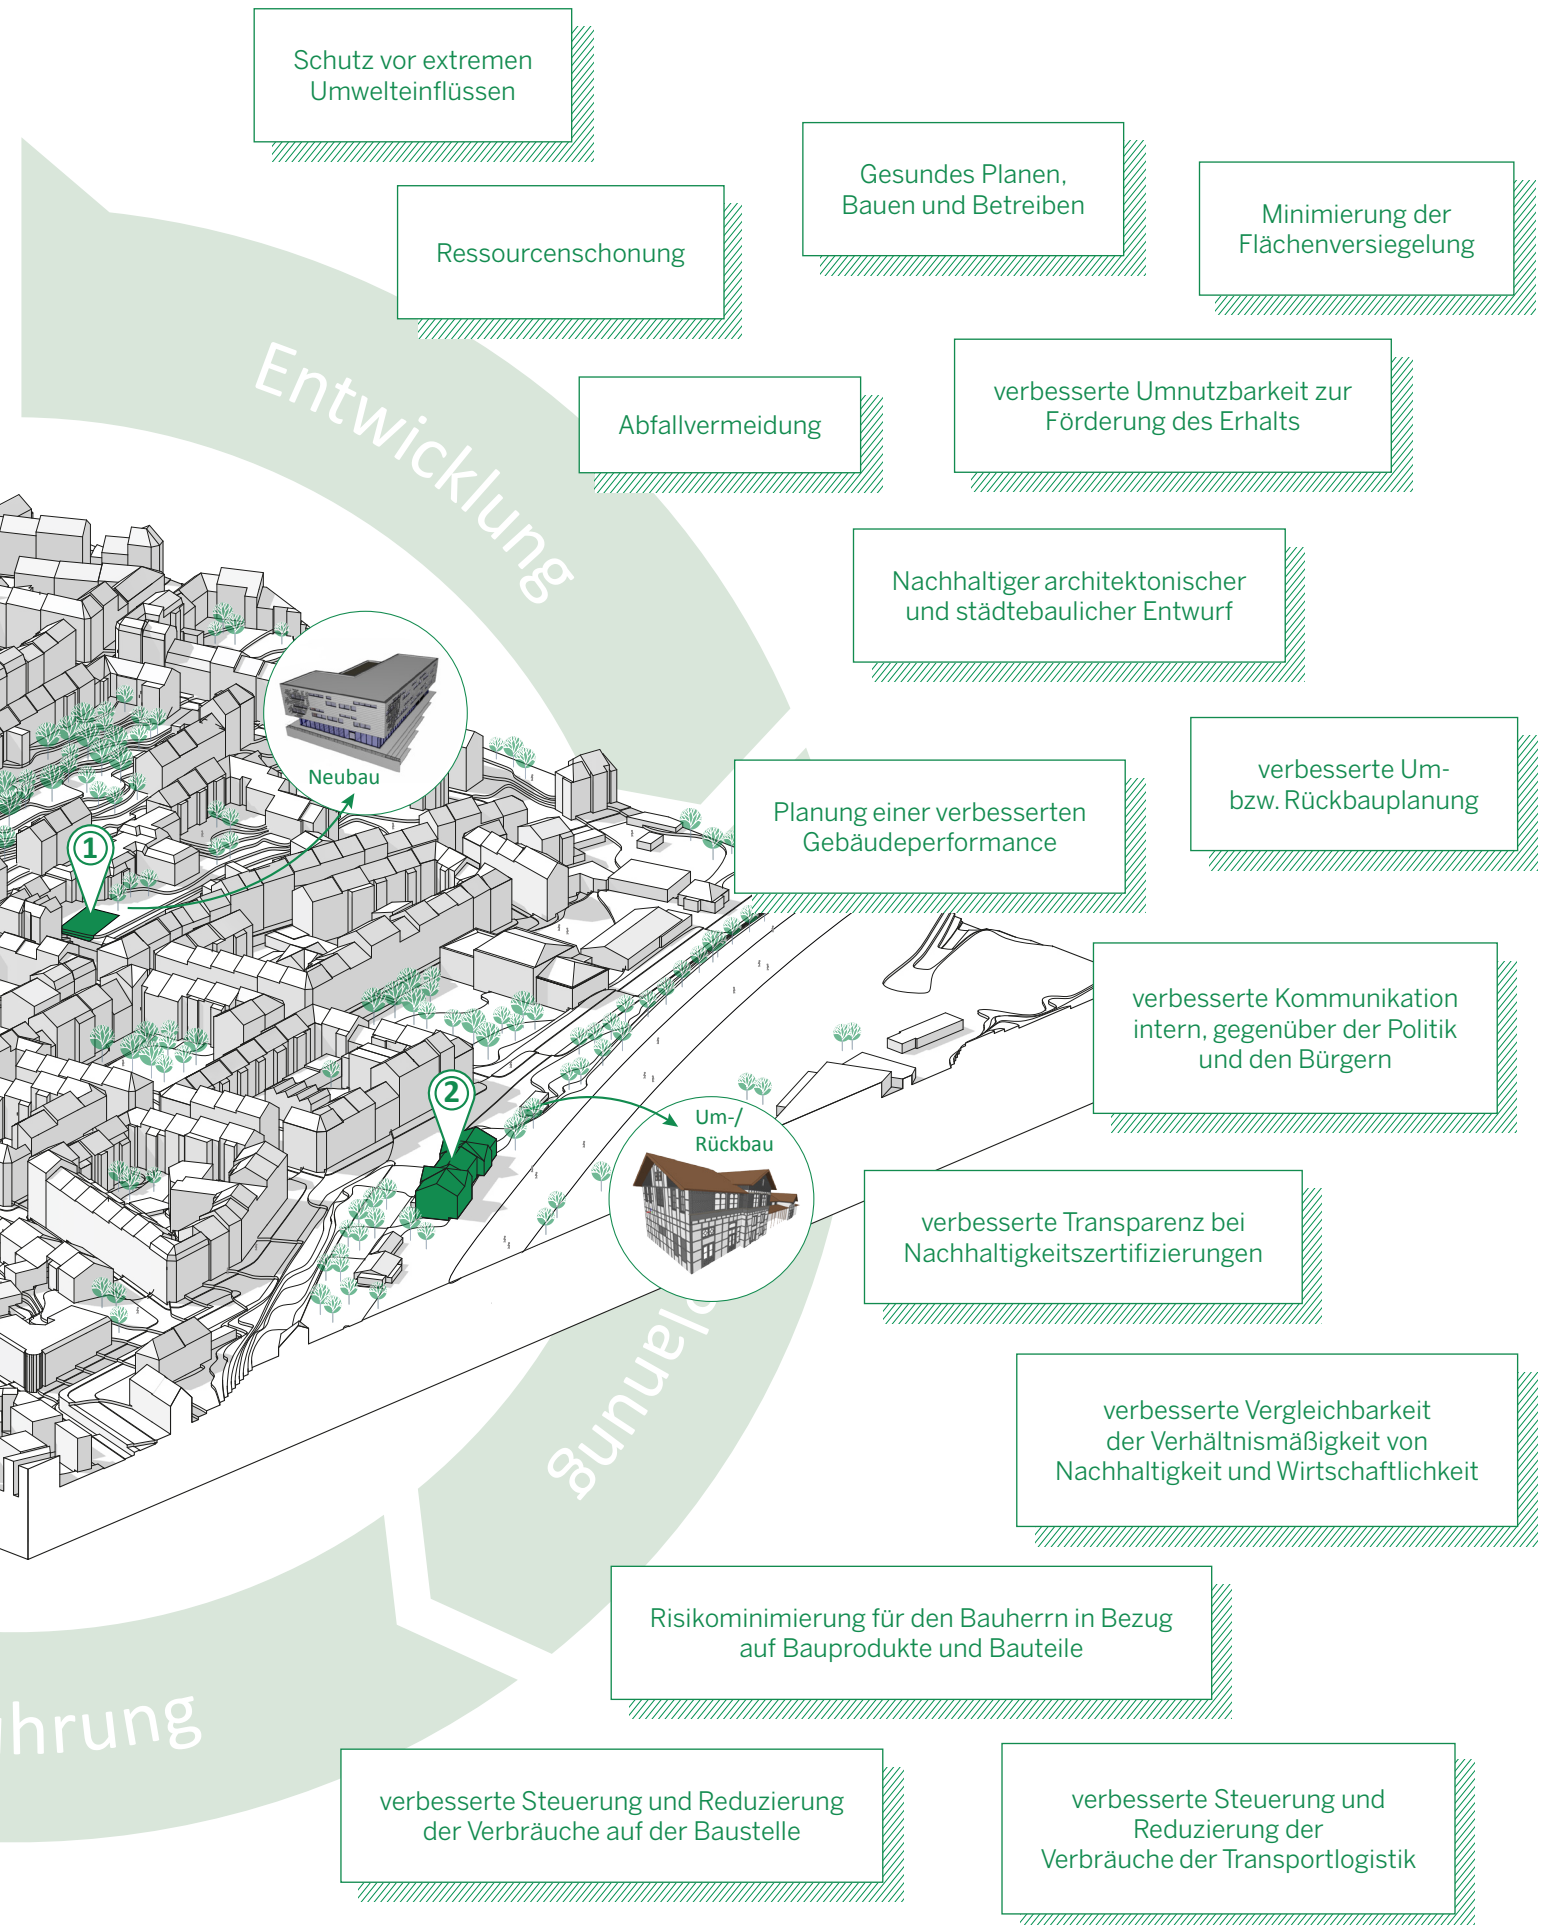 Schutz vor extremen
Umwelteinflüssen
Gesundes Planen,
Bauen und Betreiben
Minimierung der
Flächenversiegelung
Ressourcenschonung
Entwicklung
Abfallvermeidung
verbesserte Umnutzbarkeit zur
Förderung des Erhalts
Nachhaltiger architektonischer
und städtebaulicher Entwurf
Neubau
verbesserte Um-
bzw. Rückbauplanung
Planung einer verbesserten
Gebäudeperformance
1
verbesserte Kommunikation
intern, gegenüber der Politik
und den Bürgern
2
Um-/
Rückbau
verbesserte Transparenz bei
Nachhaltigkeitszertifizierungen
planung
verbesserte Vergleichbarkeit
der Verhältnismäßigkeit von
Nachhaltigkeit und Wirtschaftlichkeit
Risikominimierung für den Bauherrn in Bezug
auf Bauprodukte und Bauteile
hrung
verbesserte Steuerung und Reduzierung
der Verbräuche auf der Baustelle
verbesserte Steuerung und
Reduzierung der
Verbräuche der Transportlogistik